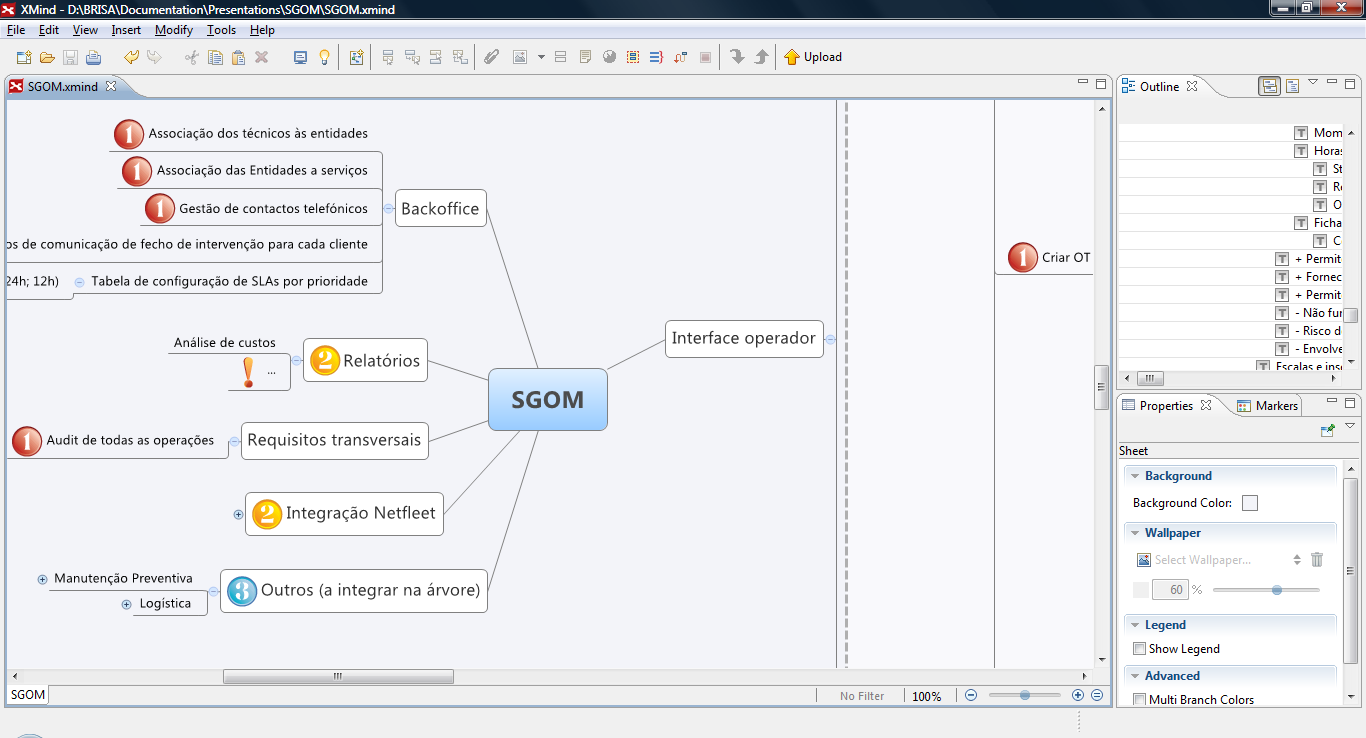 XMind - D:\BRISA\Documentation\Presentations\SGOM\SGOM.xmind
File Edit View Insert Modify Tools Help
Upload
SGOM.xmind
1 Associação dos técnicos às entidades
1 Associação das Entidades a serviços
1 Gestão de contactos telefónicos
os de comunicação de fecho de intervenção para cada cliente
24h; 12h) Tabela de configuração de SLAs por prioridade
Backoffice
Análise de custos
...
2 Relatórios
1 Audit de todas as operações
Requisitos transversais
2 Integração Netfleet
Manutenção Preventiva
Logística
3 Outros (a integrar na árvore)
SGOM
Interface operador
1 Criar OT
SGOM
No Filter
100%
Outline
T Mom
T Horas
T St
T Re
T O
T Ficha
T C
T + Permit
T + Fornec
T + Permit
T - Não fur
T - Risco d
T - Envolve
T Escalas e inse
Properties
Markers
Sheet
Background
Background Color:
Wallpaper
Select Wallpaper...
60 %
Legend
Show Legend
Advanced
Multi Branch Colors